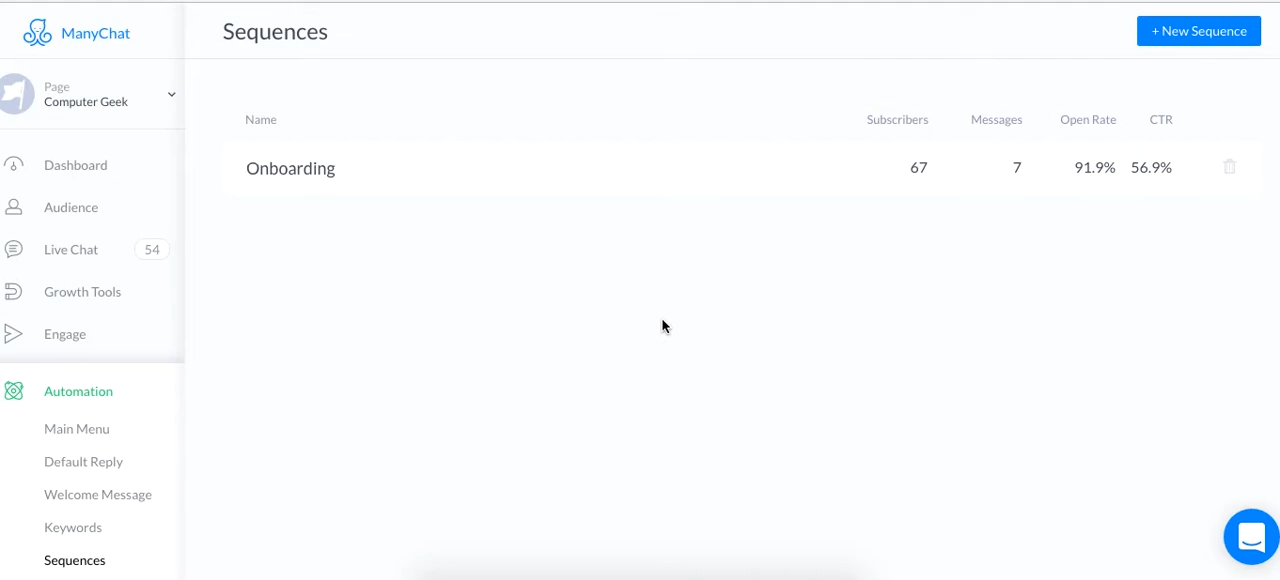 ManyChat
Sequences
+ New Sequence
Page
Computer Geek
Name Subscribers Messages Open Rate CTR
Onboarding 67 7 91.9% 56.9%
Dashboard
Audience
Live Chat 54
Growth Tools
Engage
Automation
Main Menu
Default Reply
Welcome Message
Keywords
Sequences